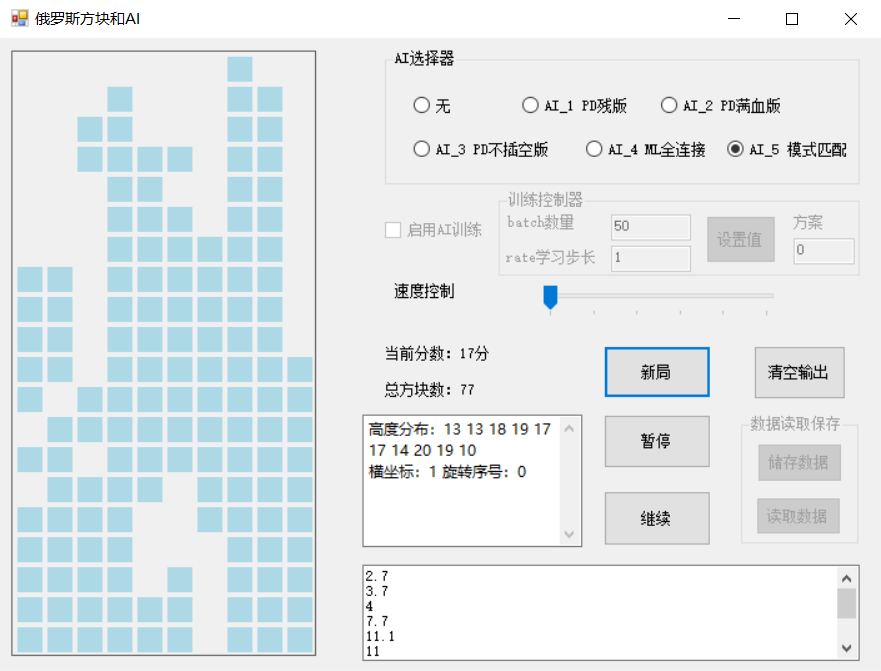 俄罗斯方块和AI
AI选择器
无
AI_1 PD残版
AI_2 PD满血版
AI_3 PD不插空版
AI_4 ML全连接
AI_5 模式匹配
训练控制器
启用AI训练
batch数量
50
设置值
方案
rate学习步长
1
0
速度控制
当前分数：17分
新局
清空输出
总方块数：77
高度分布：13 13 18 19 17
17 14 20 19 10
横坐标：1 旋转序号：0
暂停
数据读取保存
储存数据
继续
读取数据
2.7
3.7
4
7.7
11.1
11